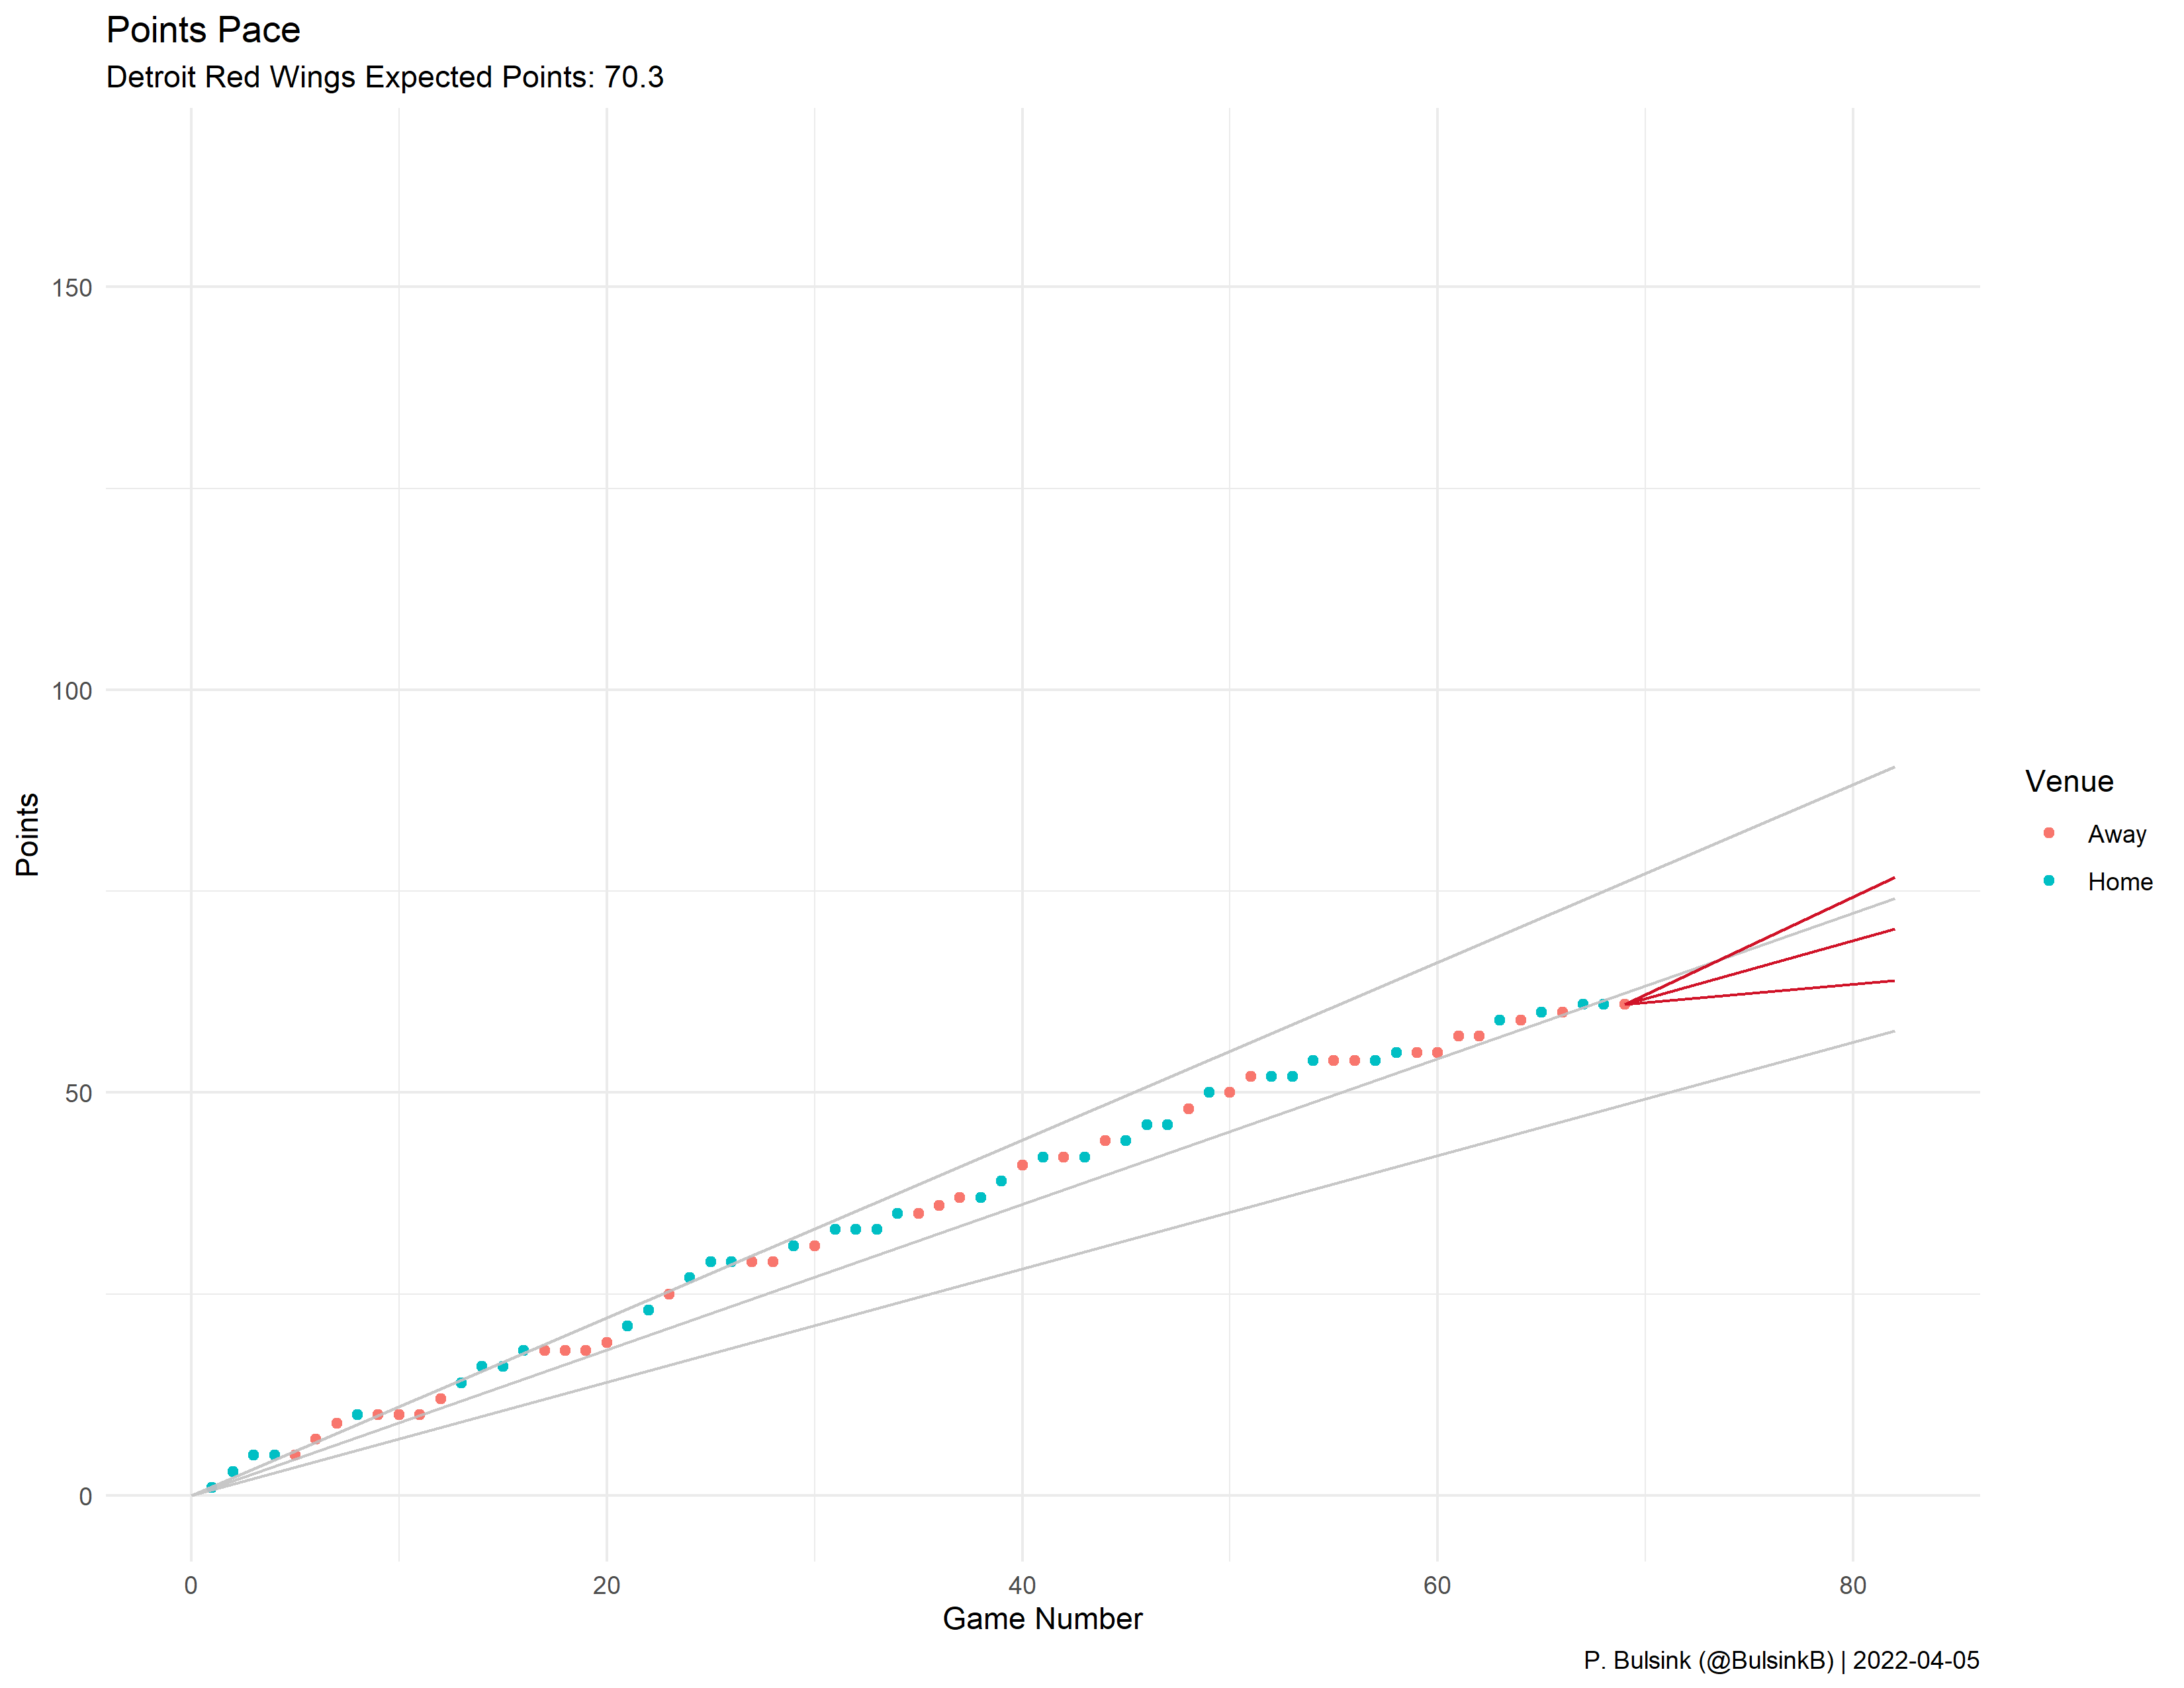 Points Pace
Detroit Red Wings Expected Points: 70.3
150
100
50
0
Points
0 20 40 60 80
Game Number
Venue
Away
Home
P. Bulsink (@BulsinkB) | 2022-04-05